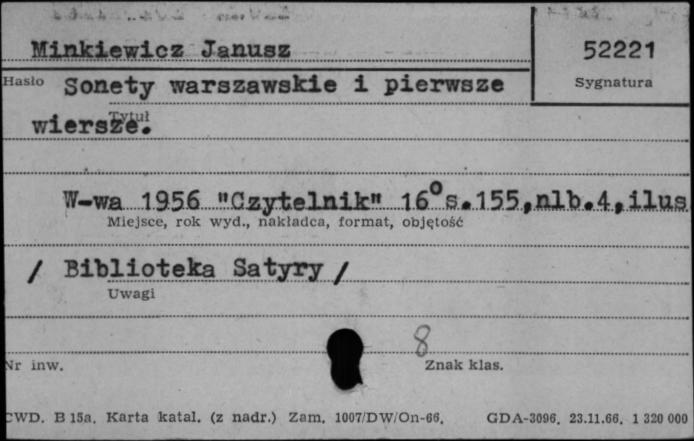 Minkiewicz Janusz
52221
Hasło Sonety warszawskie i pierwsze
Sygnatura
wiersze.
Tytuł
W-wa 1956 "Czytelnik" 16° s.155,nlb.4,ilus
Miejsce, rok wyd., nakładca, format, objętość
/ Biblioteka Satyry /
Uwagi
8
Nr inw.
Znak klas.
CWD. B 15a. Karta katal. (z nadr.) Zam. 1007/DW/On-66. GDA-3096. 23.11.66. 1 320 000